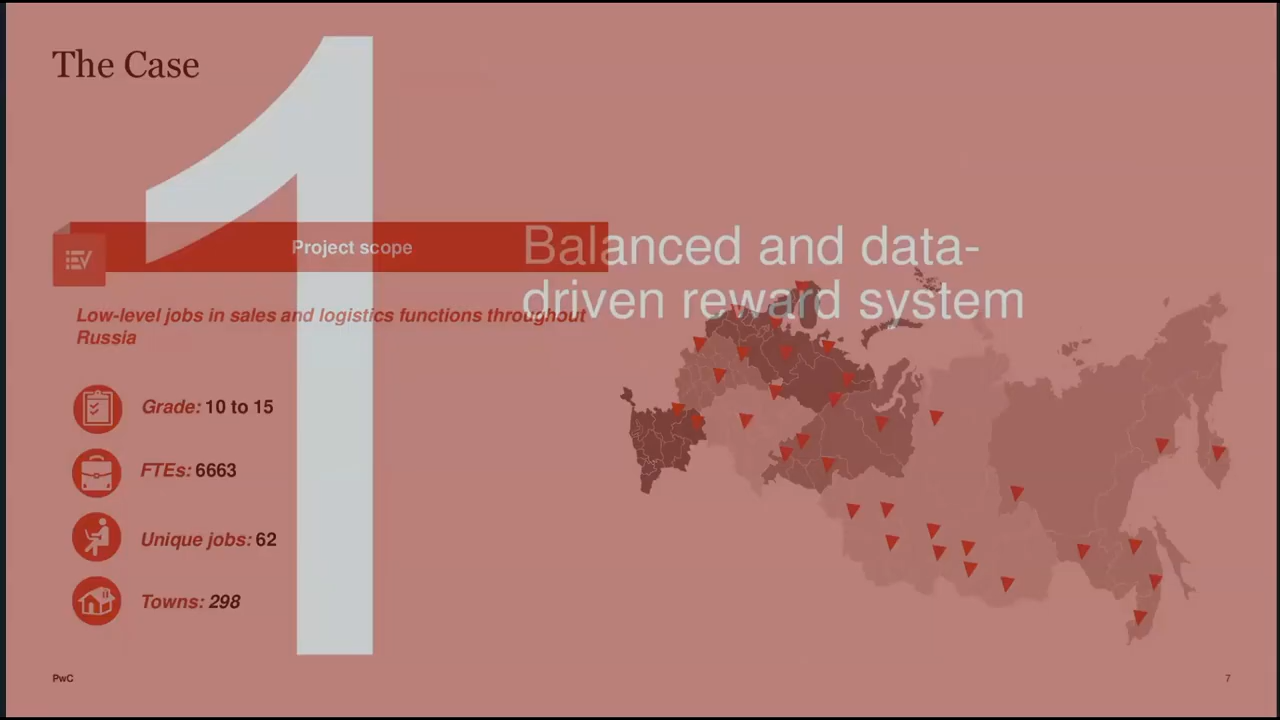 The Case
1
Project scope
Balanced and data-
driven reward system
Low-level jobs in sales and logistics functions throughout
Russia
Grade: 10 to 15
FTEs: 6663
Unique jobs: 62
Towns: 298
PwC
7